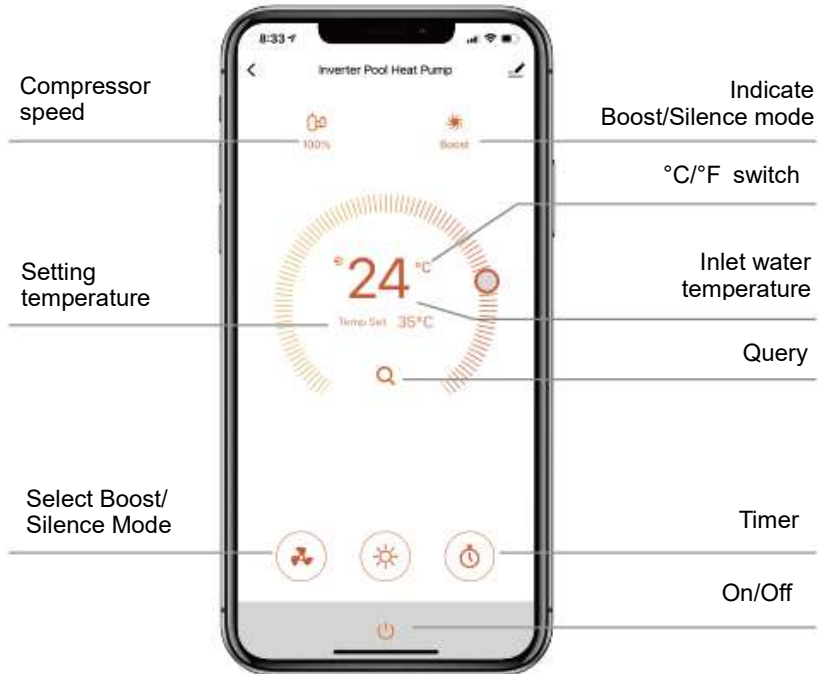 8:33
Inverter Pool Heat Pump
Compressor
speed
Indicate
Boost/Silence mode
100%
Boost
°C/°F switch
24 °C
Setting
temperature
Inlet water
temperature
Temp Set 35°C
Query
Select Boost/
Silence Mode
Timer
On/Off